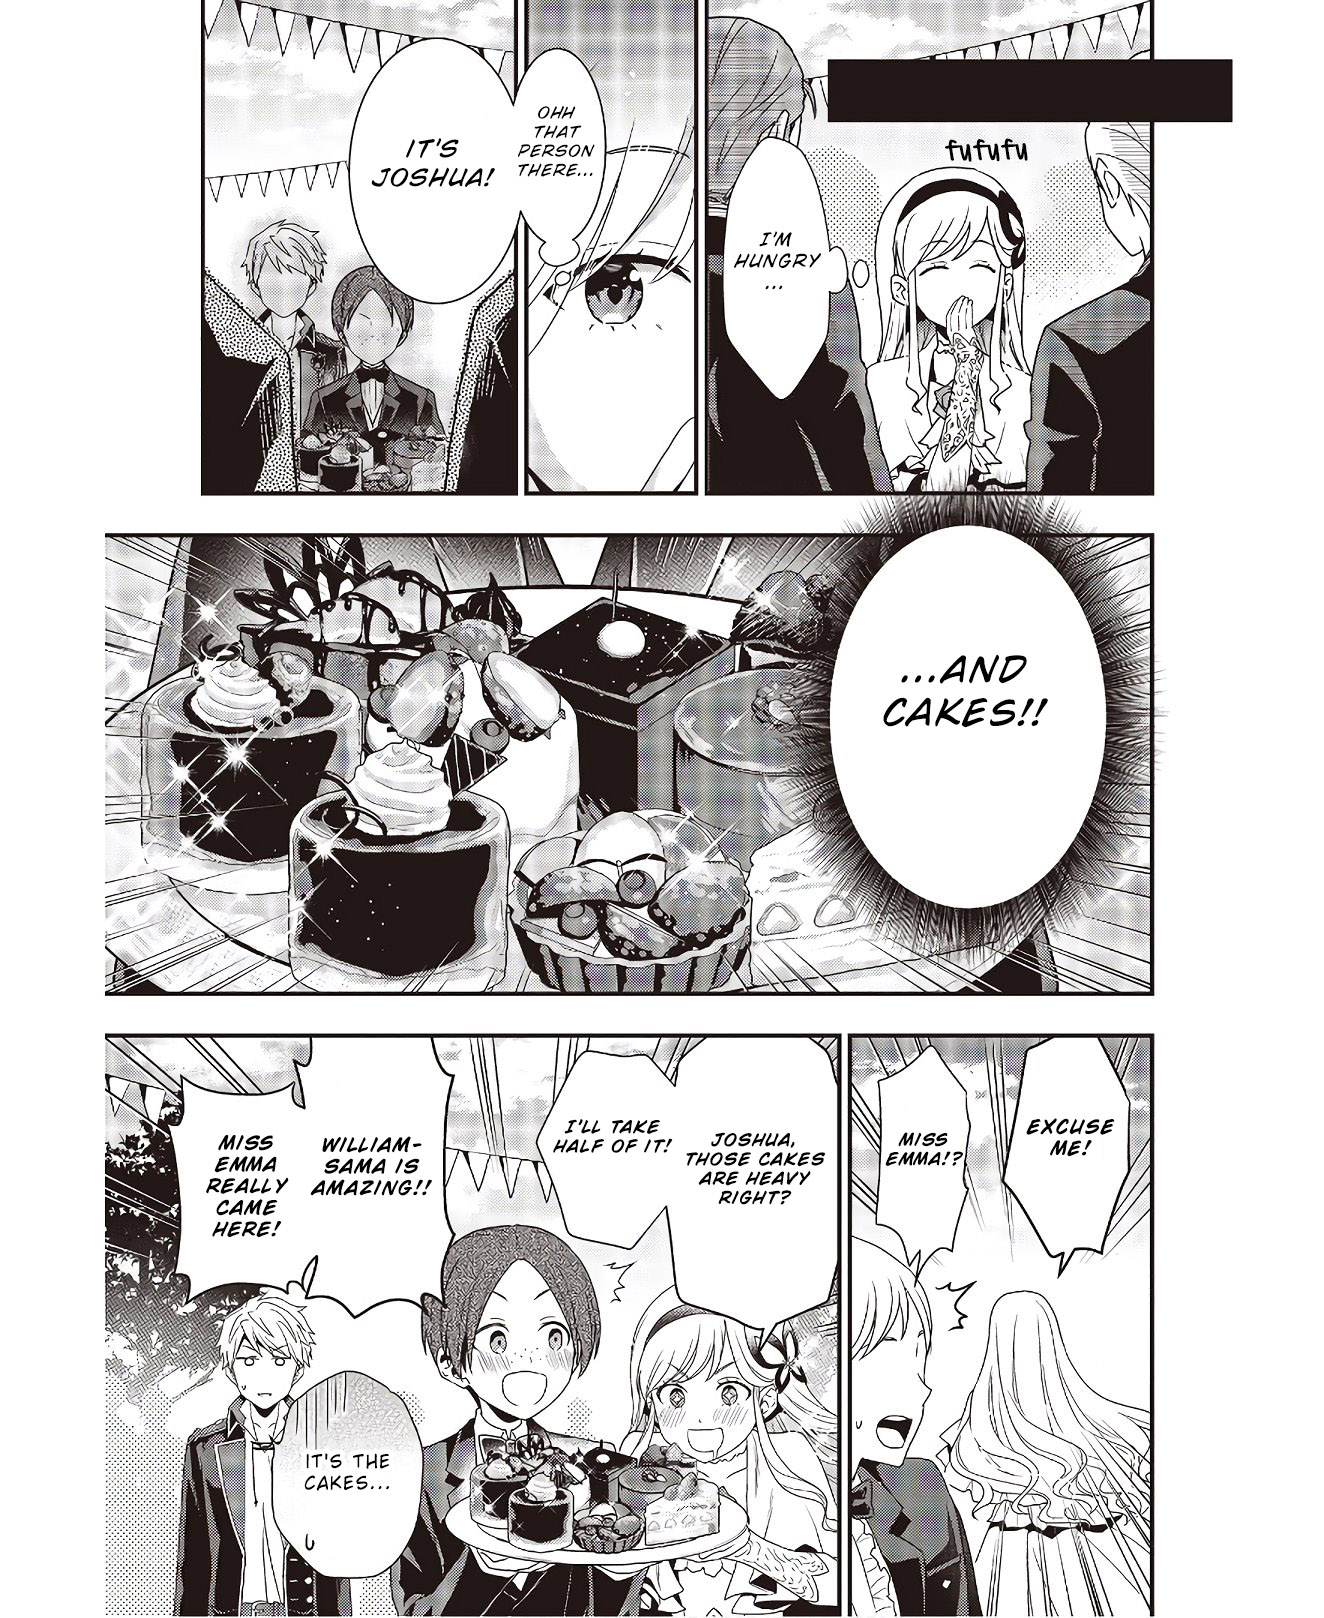 fufufu
I'M
HUNGRY
...
OHH
THAT
PERSON
THERE...
IT'S
JOSHUA!
...AND
CAKES!!
EXCUSE
ME!
MISS
EMMA!?
JOSHUA,
THOSE CAKES
ARE HEAVY
RIGHT?
I'LL TAKE
HALF OF IT!
WILLIAM-
SAMA IS
AMAZING!!
MISS
EMMA
REALLY
CAME
HERE!
IT'S THE
CAKES...